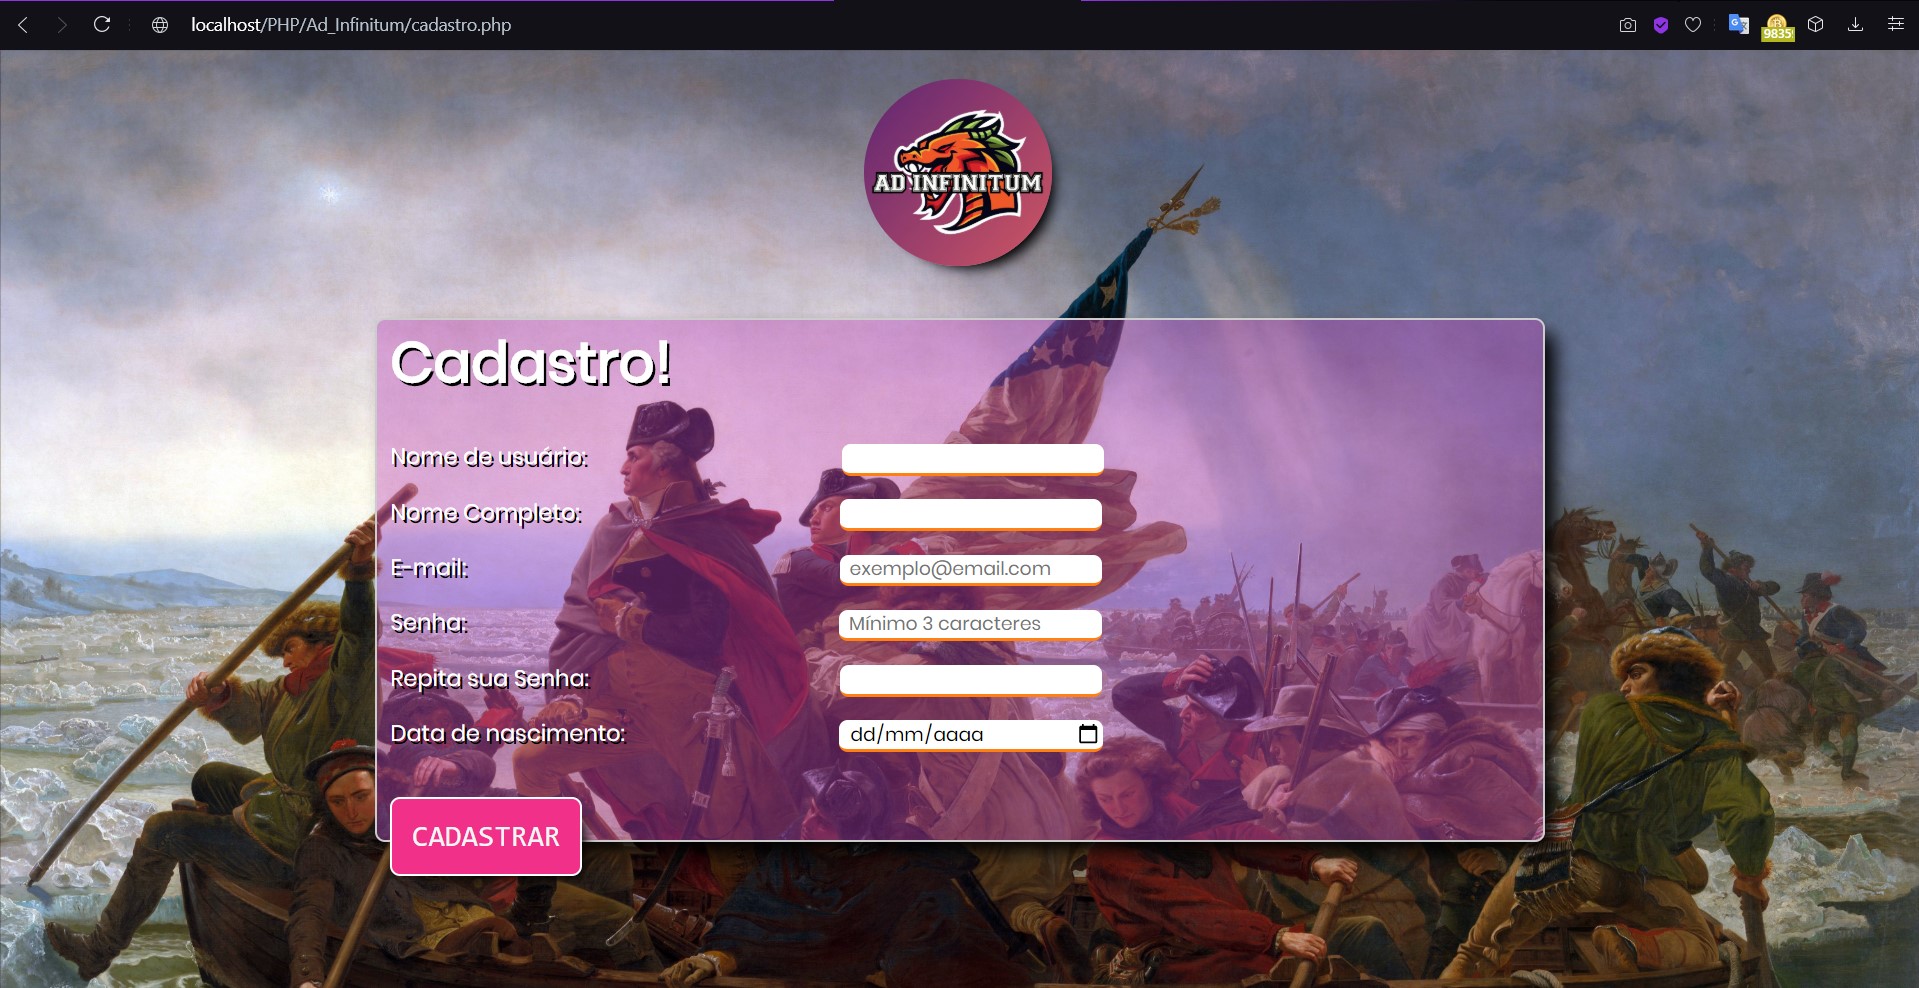 localhost/PHP/Ad_Infinitum/cadastro.php
9835
AD INFINITUM
Cadastro!
Nome de usuário:
Nome Completo:
E-mail:
exemplo@email.com
Senha:
Mínimo 3 caracteres
Repita sua Senha:
Data de nascimento:
dd/mm/aaaa
CADASTRAR